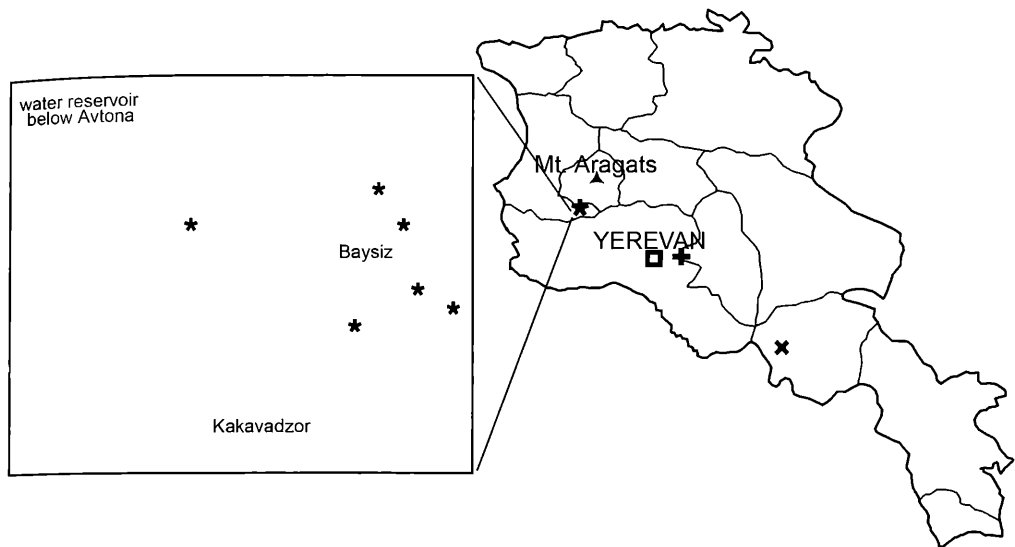 water reservoir
below Avtona
Mt. Aragats
YEREVAN
Baysiz
Kakavadzor